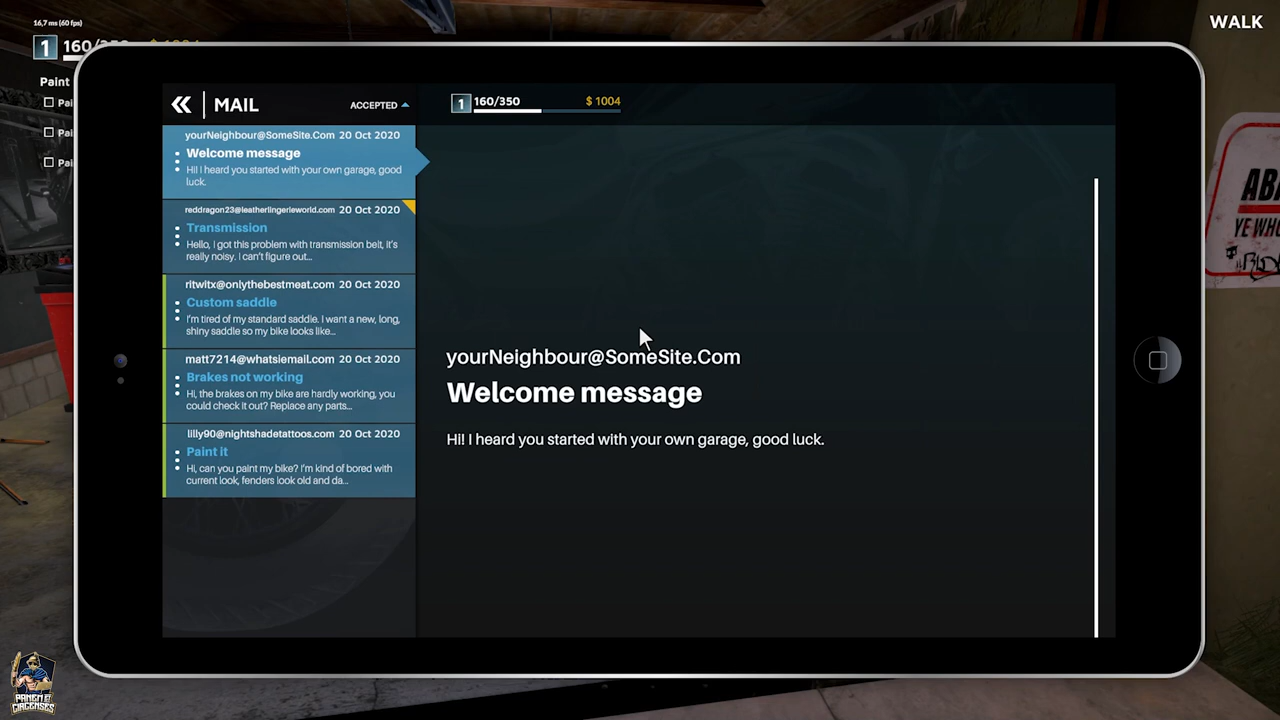 16,7 ms (60 fps)
WALK
1 160/350
Paint
Pai
Pai
Pai
MAIL
ACCEPTED
1 160/350 $ 1004
yourNeighbour@SomeSite.Com 20 Oct 2020
Welcome message
Hi! I heard you started with your own garage, good
luck.
reddragon23@leatherlingerieworld.com 20 Oct 2020
Transmission
Hello, I got this problem with transmission belt, it's
really noisy. I can't figure out...
ritwitx@onlythebestmeat.com 20 Oct 2020
Custom saddle
I'm tired of my standard saddle. I want a new, long,
shiny saddle so my bike looks like...
matt7214@whatsiemail.com 20 Oct 2020
Brakes not working
Hi, the brakes on my bike are hardly working, you
could check it out? Replace any parts...
lilly90@nightshadetattoos.com 20 Oct 2020
Paint it
Hi, can you paint my bike? I'm kind of bored with
current look, fenders look old and da...
yourNeighbour@SomeSite.Com
Welcome message
Hi! I heard you started with your own garage, good luck.
ABA
YE WHO
PANEM ET
CIRCENSES